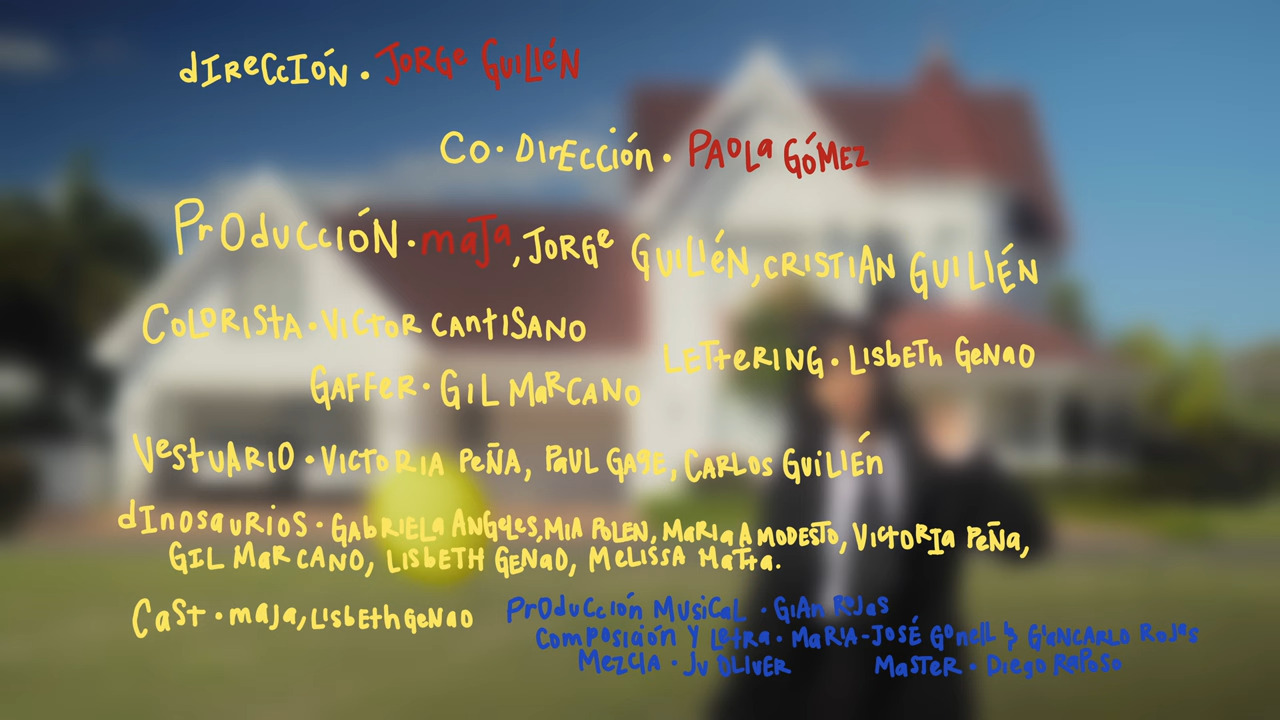 dIReCcIóN • JORGe GUILléN
CO • DIrEcción • PAOLa GóMEZ
PrOdUCCIÓN • maJa, JORGe GUILléN, CRISTIAN GUILlÉN
COLORISTA • VICTOR CANtISANO
LETtERING • LISBETh GeNaO
GAFFeR • GIL MaRCANO
VestUARIO • VICTORIA PeÑA, PaUL GAGE, CARLOS GUILlÉn
dInosaurios • GabRIELa ANGeLes, MIA POLEN, MaRIa A MODESTO, VICTORIA PeÑa,
GIL MaRCANO, LISbETH GENaO, MELISSA MaTta.
CaSt • maJa, LISbEthGeNaO
PrOducción MUSICaL • GIAn ROJas
COmPOSICIóN Y LetRA • MaRIA-JOSÉ GOnell & GIaNCARLO ROJas
MEZCLA • JV OLIVER
MaSTeR • DIEgO RAPOSO